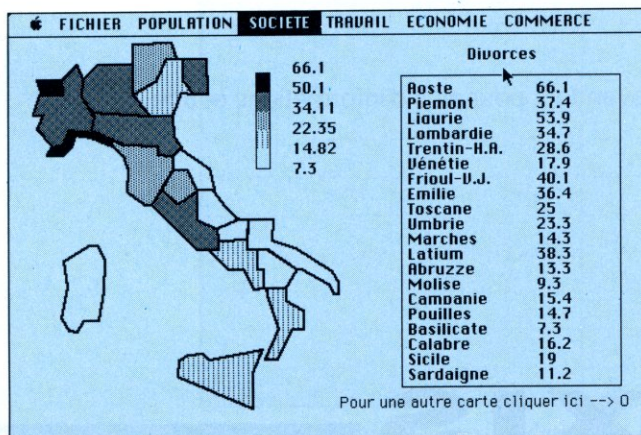 FICHIER POPULATION SOCIETE TRAVAIL ECONOMIE COMMERCE
Divorces
66.1
50.1
34.11
22.35
14.82
7.3
Aoste 66.1
Piemont 37.4
Ligurie 53.9
Lombardie 34.7
Trentin-H.A. 28.6
Vénétie 17.9
Frioul-V.J. 40.1
Emilie 36.4
Toscane 25
Umbrie 23.3
Marches 14.3
Latium 38.3
Abruzze 13.3
Molise 9.3
Campanie 15.4
Pouilles 14.7
Basilicate 7.3
Calabre 16.2
Sicile 19
Sardaigne 11.2
Pour une autre carte cliquer ici --> O